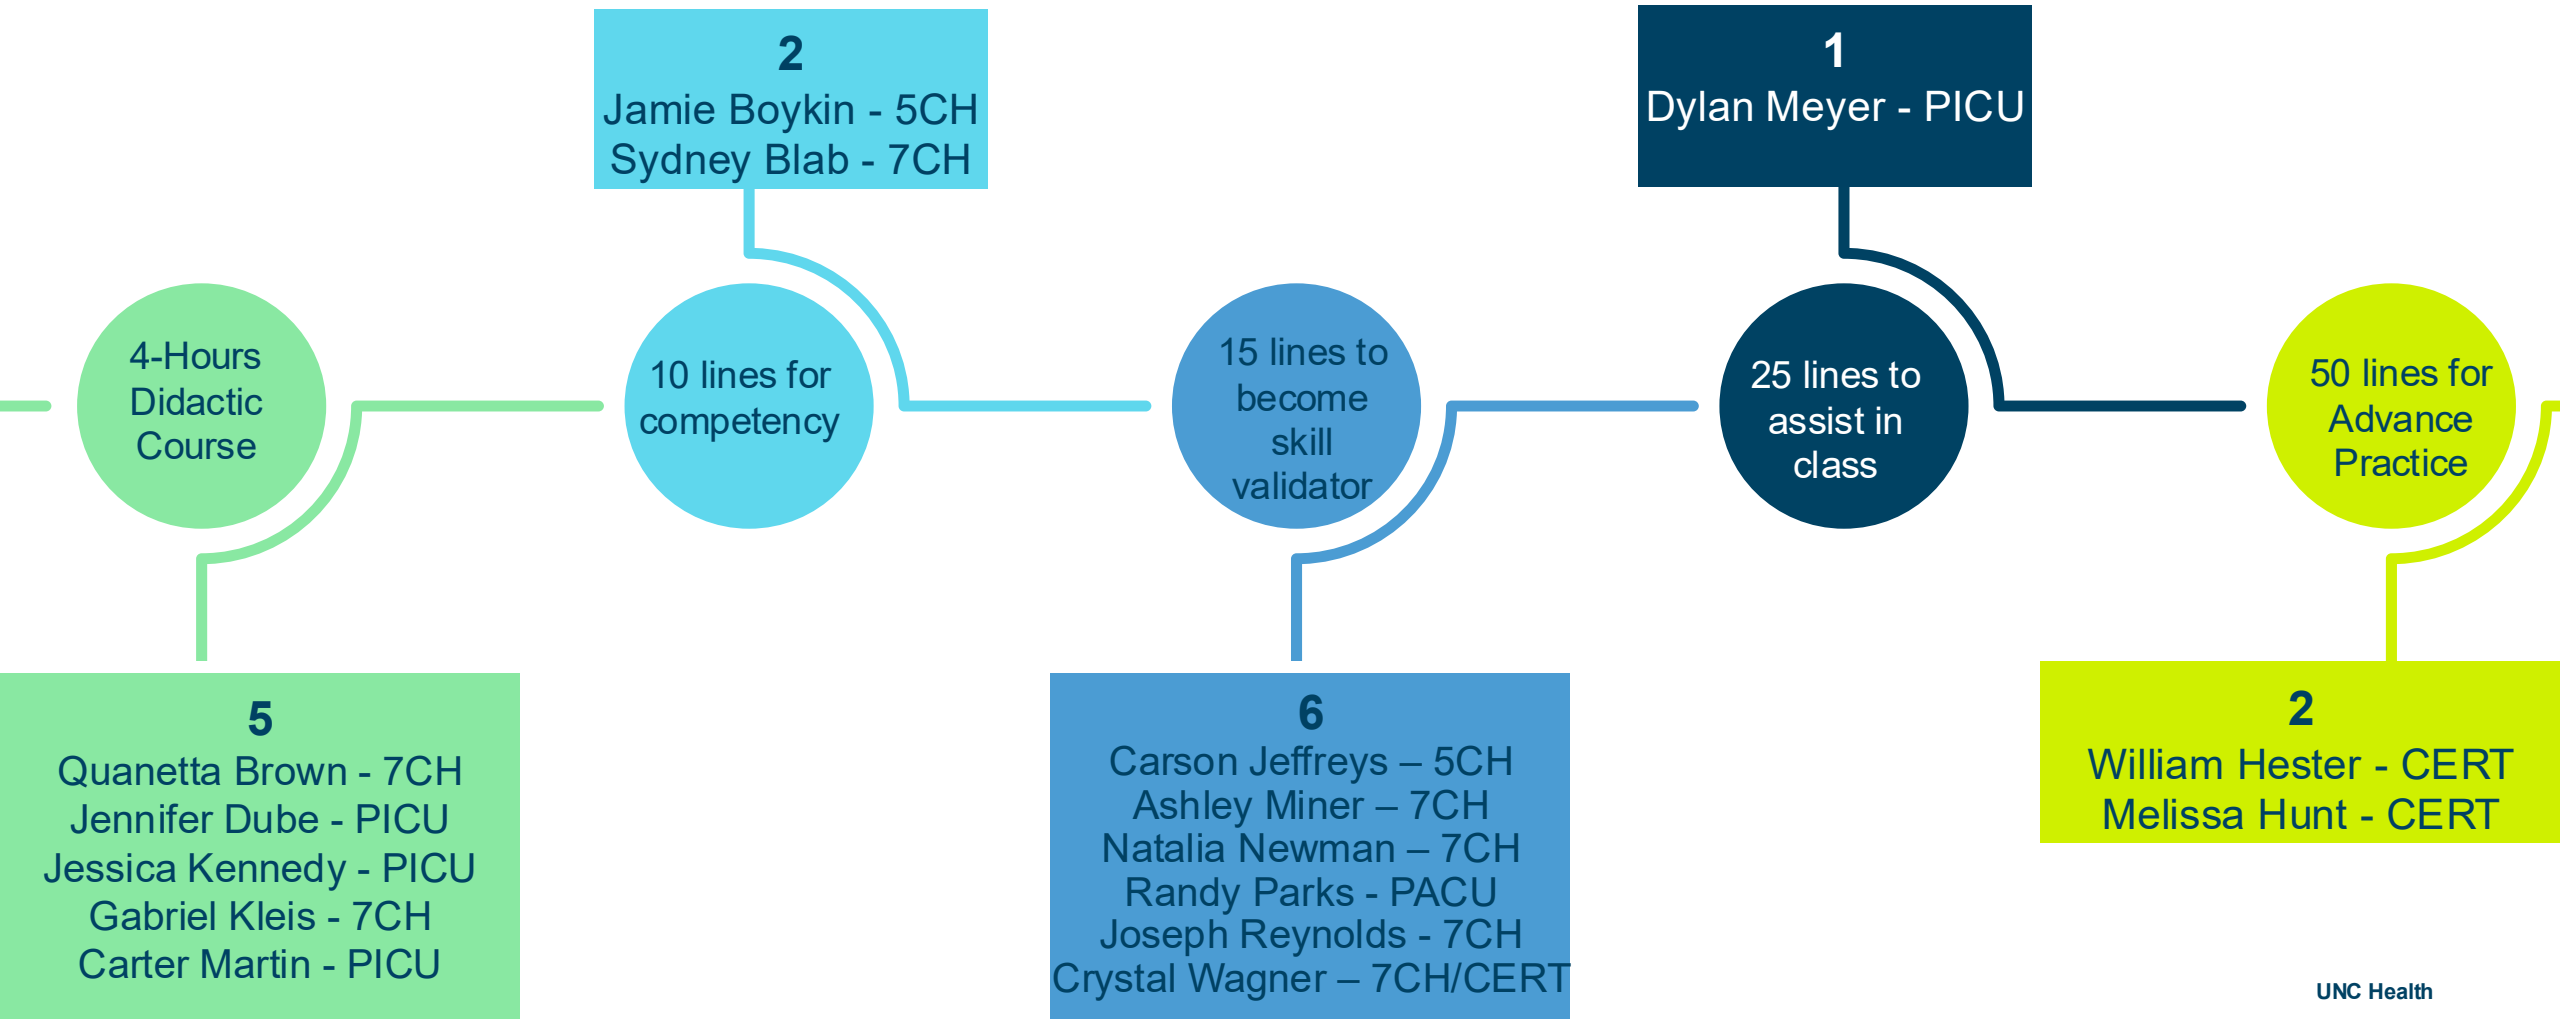 2
Jamie Boykin - 5CH
Sydney Blab - 7CH
1
Dylan Meyer - PICU
4-Hours
Didactic
Course
10 lines for
competency
15 lines to
become
skill
validator
25 lines to
assist in
class
50 lines for
Advance
Practice
5
Quanetta Brown - 7CH
Jennifer Dube - PICU
Jessica Kennedy - PICU
Gabriel Kleis - 7CH
Carter Martin - PICU
6
Carson Jeffreys – 5CH
Ashley Miner – 7CH
Natalia Newman – 7CH
Randy Parks - PACU
Joseph Reynolds - 7CH
Crystal Wagner – 7CH/CERT
2
William Hester - CERT
Melissa Hunt - CERT
UNC Health